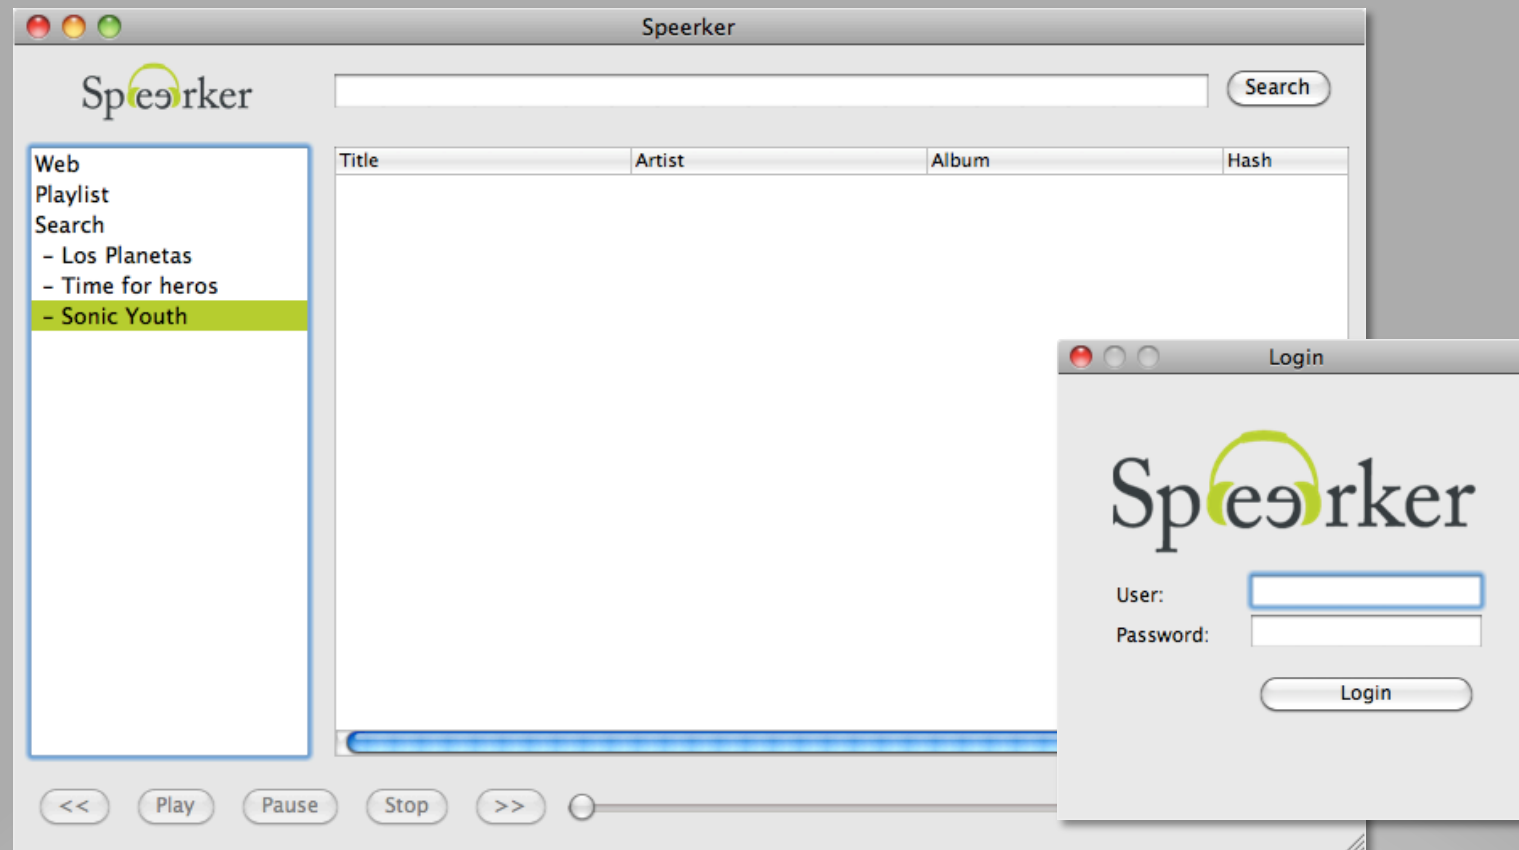 Speerker
Speerker
Search
Web
Playlist
Search
- Los Planetas
- Time for heros
- Sonic Youth
Title Artist Album Hash
<< Play Pause Stop >>
Login
Speerker
User:
Password:
Login